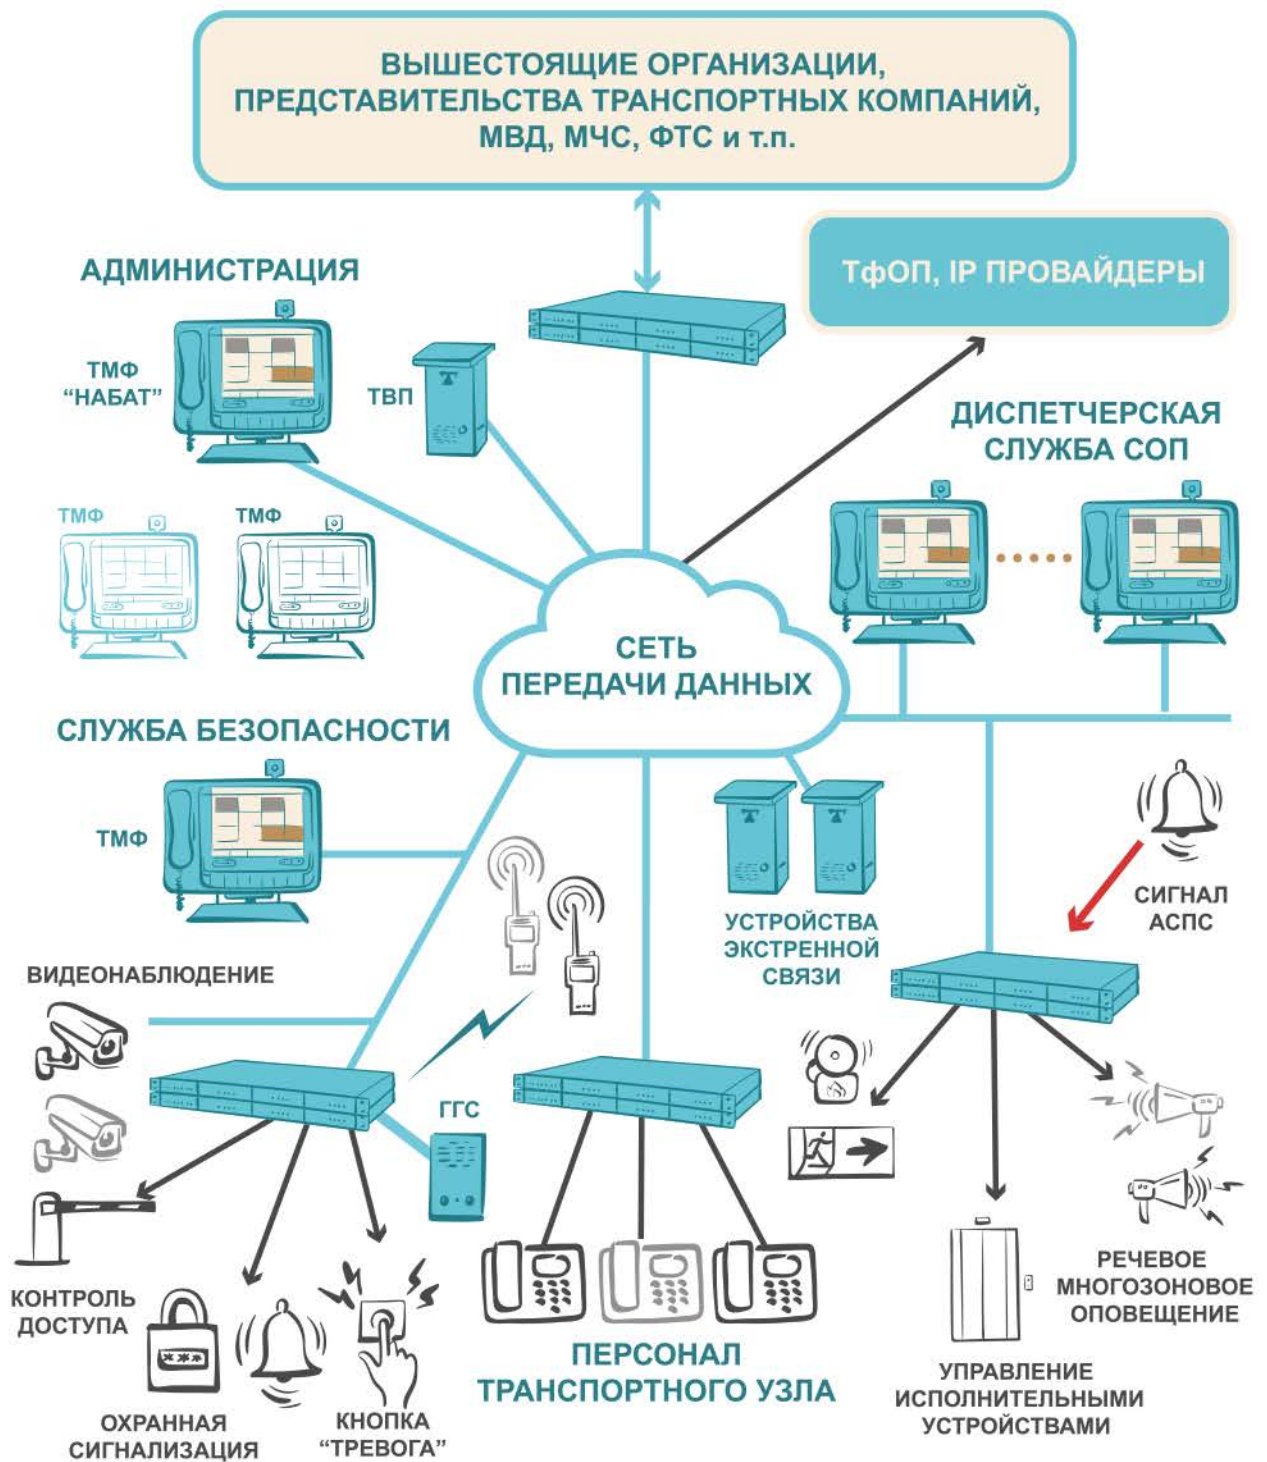 ВЫШЕСТОЯЩИЕ ОРГАНИЗАЦИИ,
ПРЕДСТАВИТЕЛЬСТВА ТРАНСПОРТНЫХ КОМПАНИЙ,
МВД, МЧС, ФТС и т.п.
ТфОП, IP ПРОВАЙДЕРЫ
АДМИНИСТРАЦИЯ
ТМФ
“НАБАТ”
ТВП
ДИСПЕТЧЕРСКАЯ
СЛУЖБА СОП
ТМФ
ТМФ
СЕТЬ
ПЕРЕДАЧИ ДАННЫХ
СЛУЖБА БЕЗОПАСНОСТИ
ТМФ
СИГНАЛ
АСПС
УСТРОЙСТВА
ЭКСТРЕННОЙ
СВЯЗИ
ВИДЕОНАБЛЮДЕНИЕ
ГГС
КОНТРОЛЬ
ДОСТУПА
***
ОХРАННАЯ
СИГНАЛИЗАЦИЯ
КНОПКА
“ТРЕВОГА”
ПЕРСОНАЛ
ТРАНСПОРТНОГО УЗЛА
РЕЧЕВОЕ
МНОГОЗОНОВОЕ
ОПОВЕЩЕНИЕ
УПРАВЛЕНИЕ
ИСПОЛНИТЕЛЬНЫМИ
УСТРОЙСТВАМИ